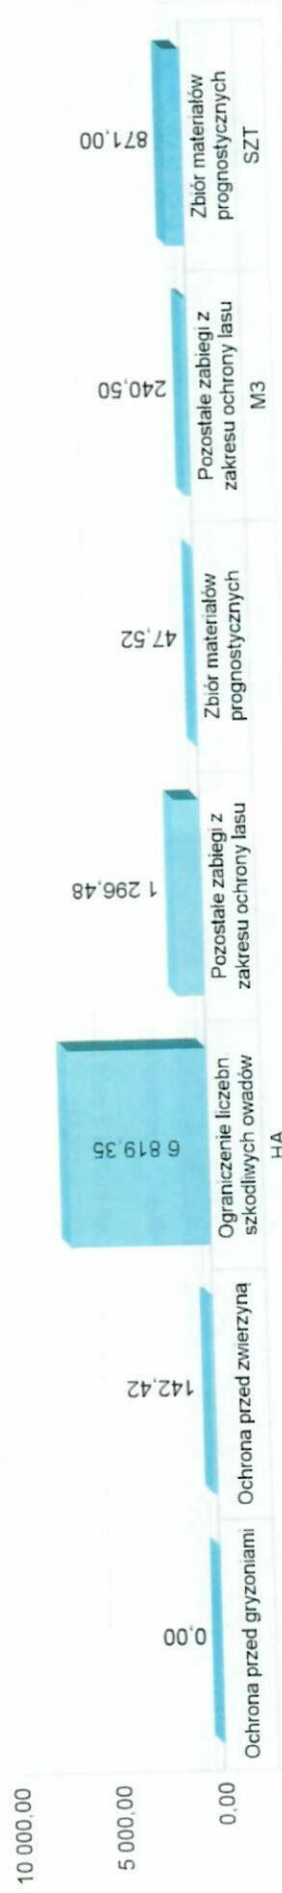 10 000,00
5 000,00
0,00
0,00
142,42
6 819,35
1 296,48
47,52
240,50
871,00
Ochrona przed gryzoniami
Ochrona przed zwierzyną
Ograniczenie liczebn
szkodliwych owadów
Pozostałe zabiegi z
zakresu ochrony lasu
Zbiór materiałów
prognostycznych
Pozostałe zabiegi z
zakresu ochrony lasu
Zbiór materiałów
prognostycznych
HA
M3
SZT